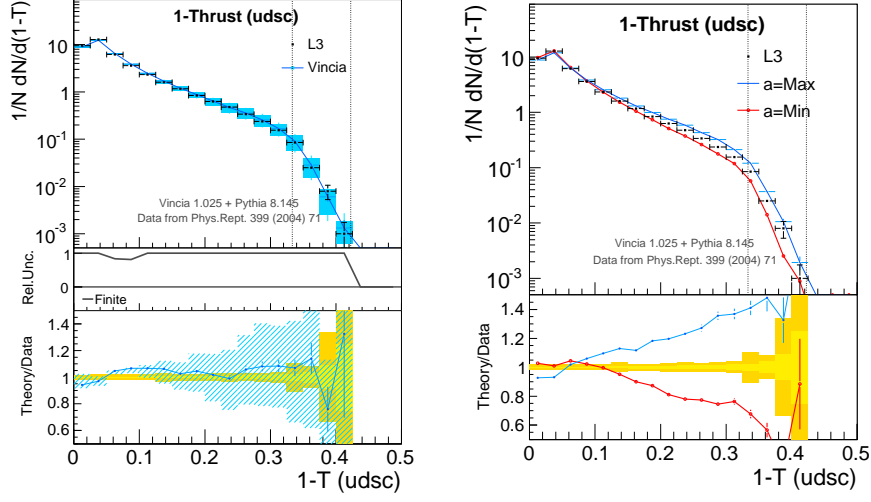 1-Thrust (udsc)
1/N dN/d(1-T)
10
1
10⁻¹
10⁻²
10⁻³
L3
Vincia
Vincia 1.025 + Pythia 8.145
Data from Phys.Rept. 399 (2004) 71
Rel.Unc.
1
0
Finite
Theory/Data
1.4
1.2
1
0.8
0.6
0 0.1 0.2 0.3 0.4 0.5
1-T (udsc)
1-Thrust (udsc)
1/N dN/d(1-T)
10
1
10⁻¹
10⁻²
10⁻³
L3
a=Max
a=Min
Vincia 1.025 + Pythia 8.145
Data from Phys.Rept. 399 (2004) 71
Theory/Data
1.4
1.2
1
0.8
0.6
0 0.1 0.2 0.3 0.4 0.5
1-T (udsc)